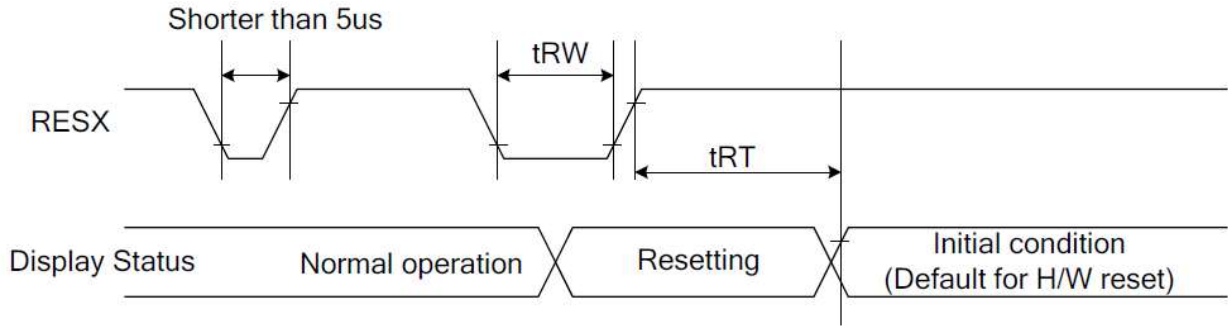 Shorter than 5us
tRW
RESX
tRT
Display Status
Normal operation
Resetting
Initial condition
(Default for H/W reset)